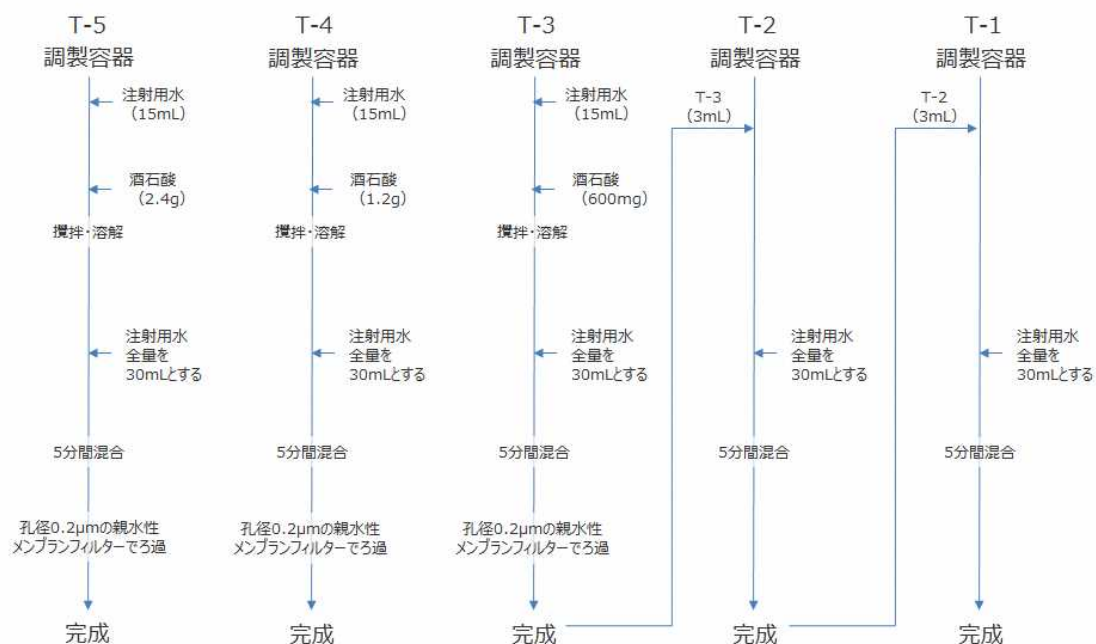 T-5
調製容器
注射用水
（15mL）
酒石酸
（2.4g）
攪拌・溶解
注射用水
全量を
30mLとする
5分間混合
孔径0.2μmの親水性
メンブランフィルターでろ過
完成
T-4
調製容器
注射用水
（15mL）
酒石酸
（1.2g）
攪拌・溶解
注射用水
全量を
30mLとする
5分間混合
孔径0.2μmの親水性
メンブランフィルターでろ過
完成
T-3
調製容器
注射用水
（15mL）
酒石酸
（600mg）
攪拌・溶解
注射用水
全量を
30mLとする
5分間混合
孔径0.2μmの親水性
メンブランフィルターでろ過
完成
T-2
調製容器
T-3
（3mL）
注射用水
全量を
30mLとする
5分間混合
完成
T-1
調製容器
T-2
（3mL）
注射用水
全量を
30mLとする
5分間混合
完成